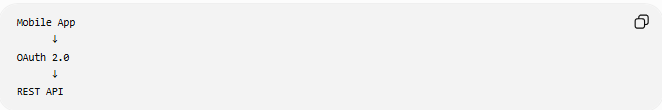 Mobile App
↓
OAuth 2.0
↓
REST API